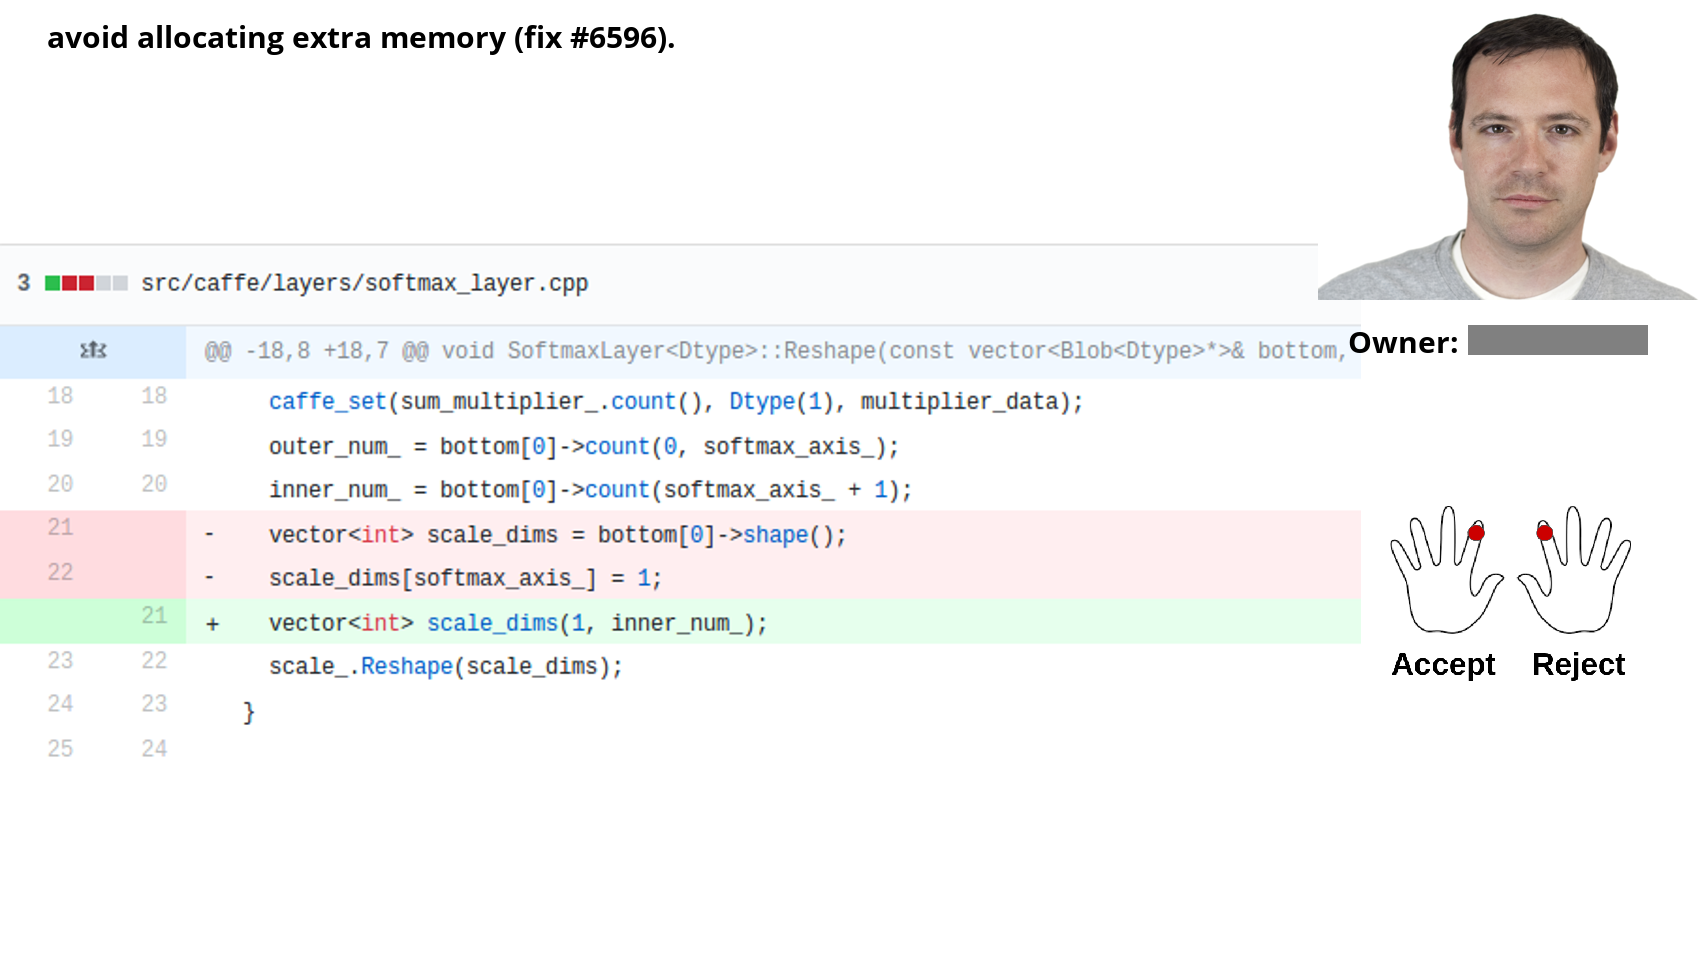 avoid allocating extra memory (fix #6596).
3 src/caffe/layers/softmax_layer.cpp
@@ -18,8 +18,7 @@ void SoftmaxLayer<Dtype>::Reshape(const vector<Blob<Dtype>*>& bottom,
Owner:
18 18 caffe_set(sum_multiplier_.count(), Dtype(1), multiplier_data);
19 19 outer_num_ = bottom[0]->count(0, softmax_axis_);
20 20 inner_num_ = bottom[0]->count(softmax_axis_ + 1);
21 - vector<int> scale_dims = bottom[0]->shape();
22 - scale_dims[softmax_axis_] = 1;
21 + vector<int> scale_dims(1, inner_num_);
23 22 scale_.Reshape(scale_dims);
24 23 }
25 24
Accept Reject